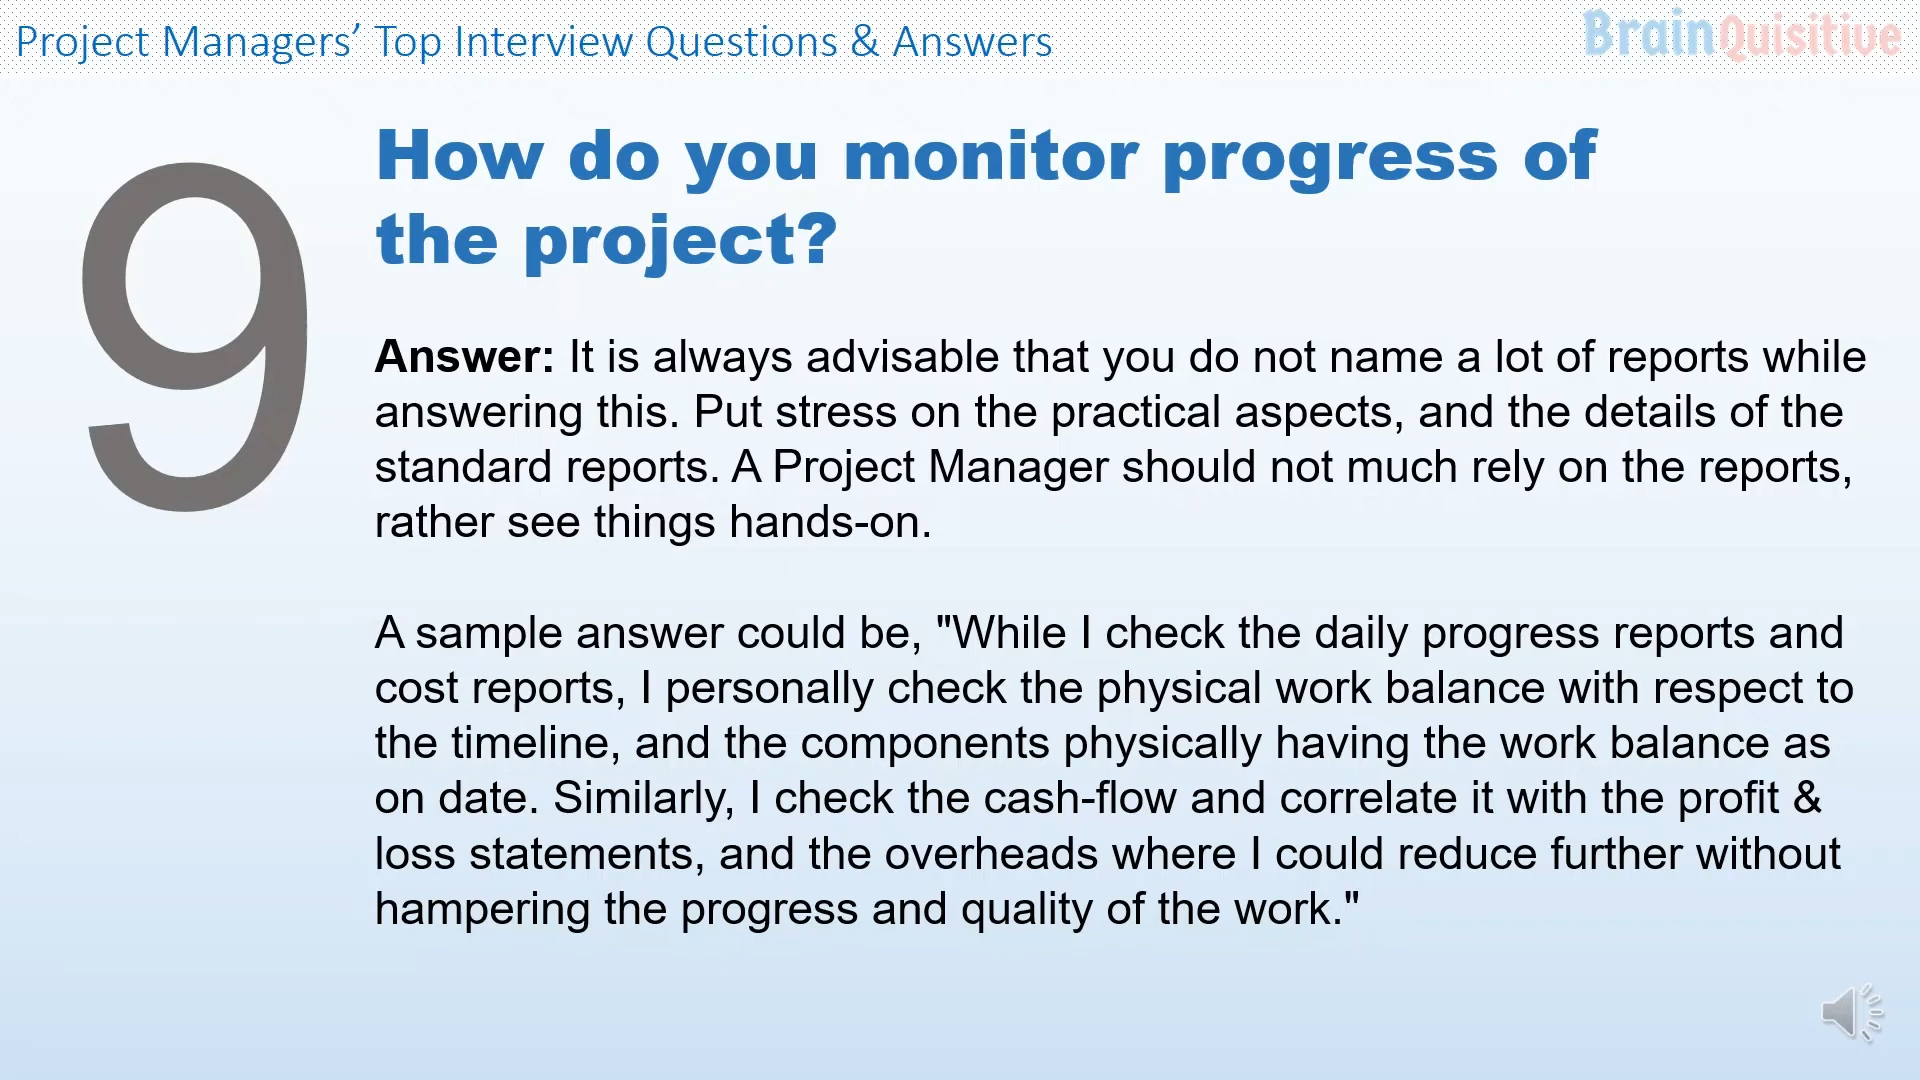 Project Managers’ Top Interview Questions & Answers
BrainQuisitive
9
How do you monitor progress of
the project?
Answer: It is always advisable that you do not name a lot of reports while
answering this. Put stress on the practical aspects, and the details of the
standard reports. A Project Manager should not much rely on the reports,
rather see things hands-on.
A sample answer could be, "While I check the daily progress reports and
cost reports, I personally check the physical work balance with respect to
the timeline, and the components physically having the work balance as
on date. Similarly, I check the cash-flow and correlate it with the profit &
loss statements, and the overheads where I could reduce further without
hampering the progress and quality of the work."